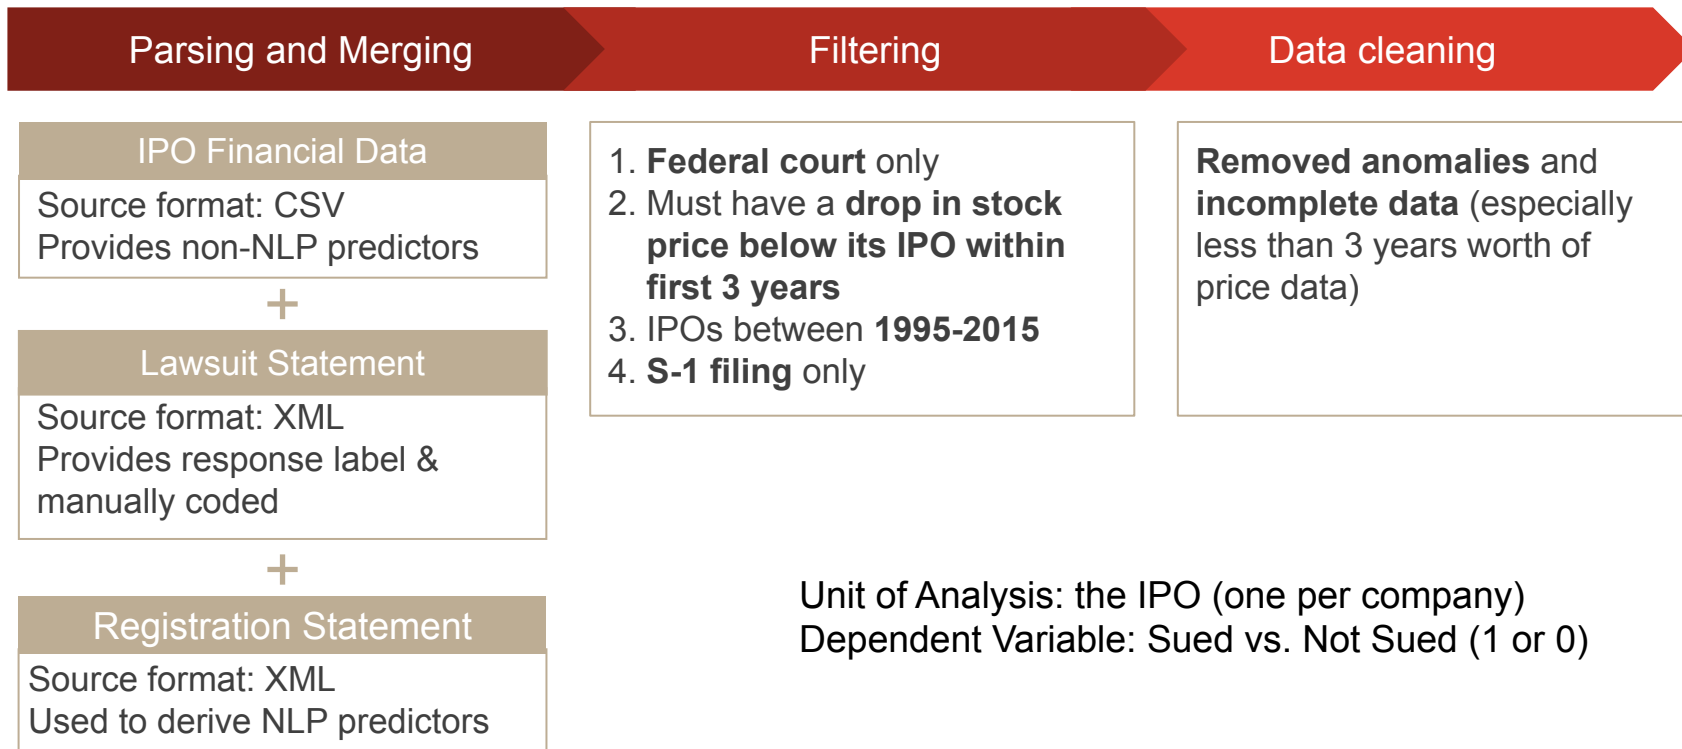 Parsing and Merging
Filtering
Data cleaning
IPO Financial Data
Source format: CSV
Provides non-NLP predictors
+
Lawsuit Statement
Source format: XML
Provides response label &
manually coded
+
Registration Statement
Source format: XML
Used to derive NLP predictors
1. Federal court only
2. Must have a drop in stock
price below its IPO within
first 3 years
3. IPOs between 1995-2015
4. S-1 filing only
Removed anomalies and
incomplete data (especially
less than 3 years worth of
price data)
Unit of Analysis: the IPO (one per company)
Dependent Variable: Sued vs. Not Sued (1 or 0)